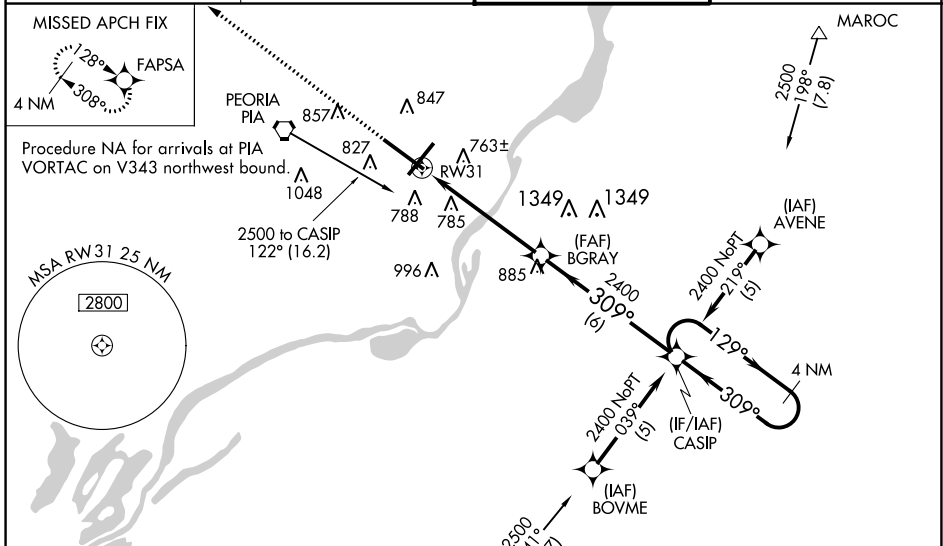 MISSED APCH FIX
128°
FAPSA
308°
4 NM
MAROC
2500
198°
(7.8)
PEORIA
PIA
857
847
Procedure NA for arrivals at PIA
VORTAC on V343 northwest bound.
827
763±
RW31
1048
788
785
1349
1349
2500 to CASIP
122° (16.2)
(IAF)
AVENE
(FAF)
BGRAY
996
885
2400 NoPT
219°
(5)
MSA RW31 25 NM
2800
2400
309°
(6)
129°
4 NM
309°
(IF/IAF)
CASIP
2400 NoPT
039°
(5)
(IAF)
BOVME
2500